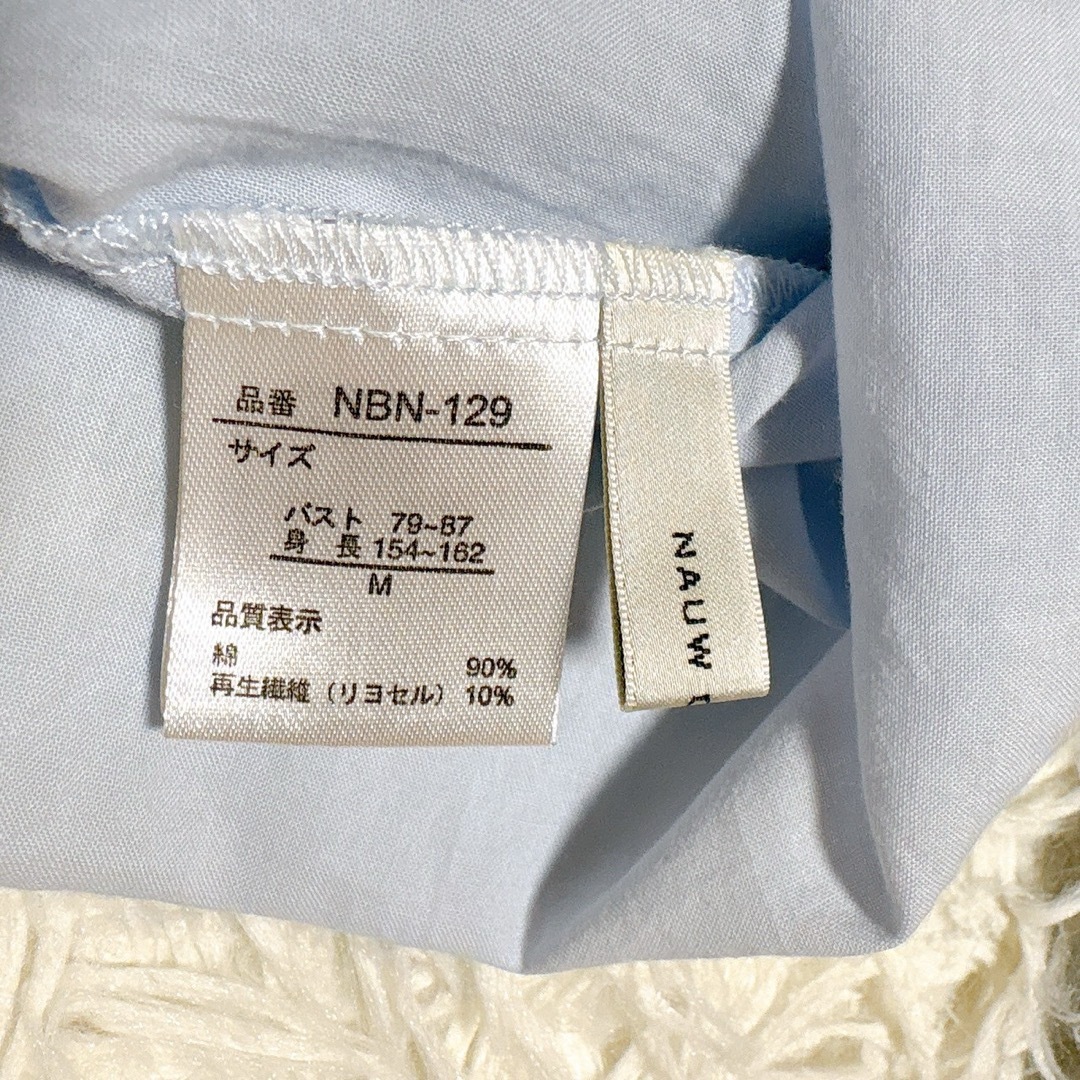 品番 NBN-129
サイズ
バスト 79~87
身 長 154~162
M
品質表示
綿 90%
再生繊維(リヨセル) 10%
NAUW